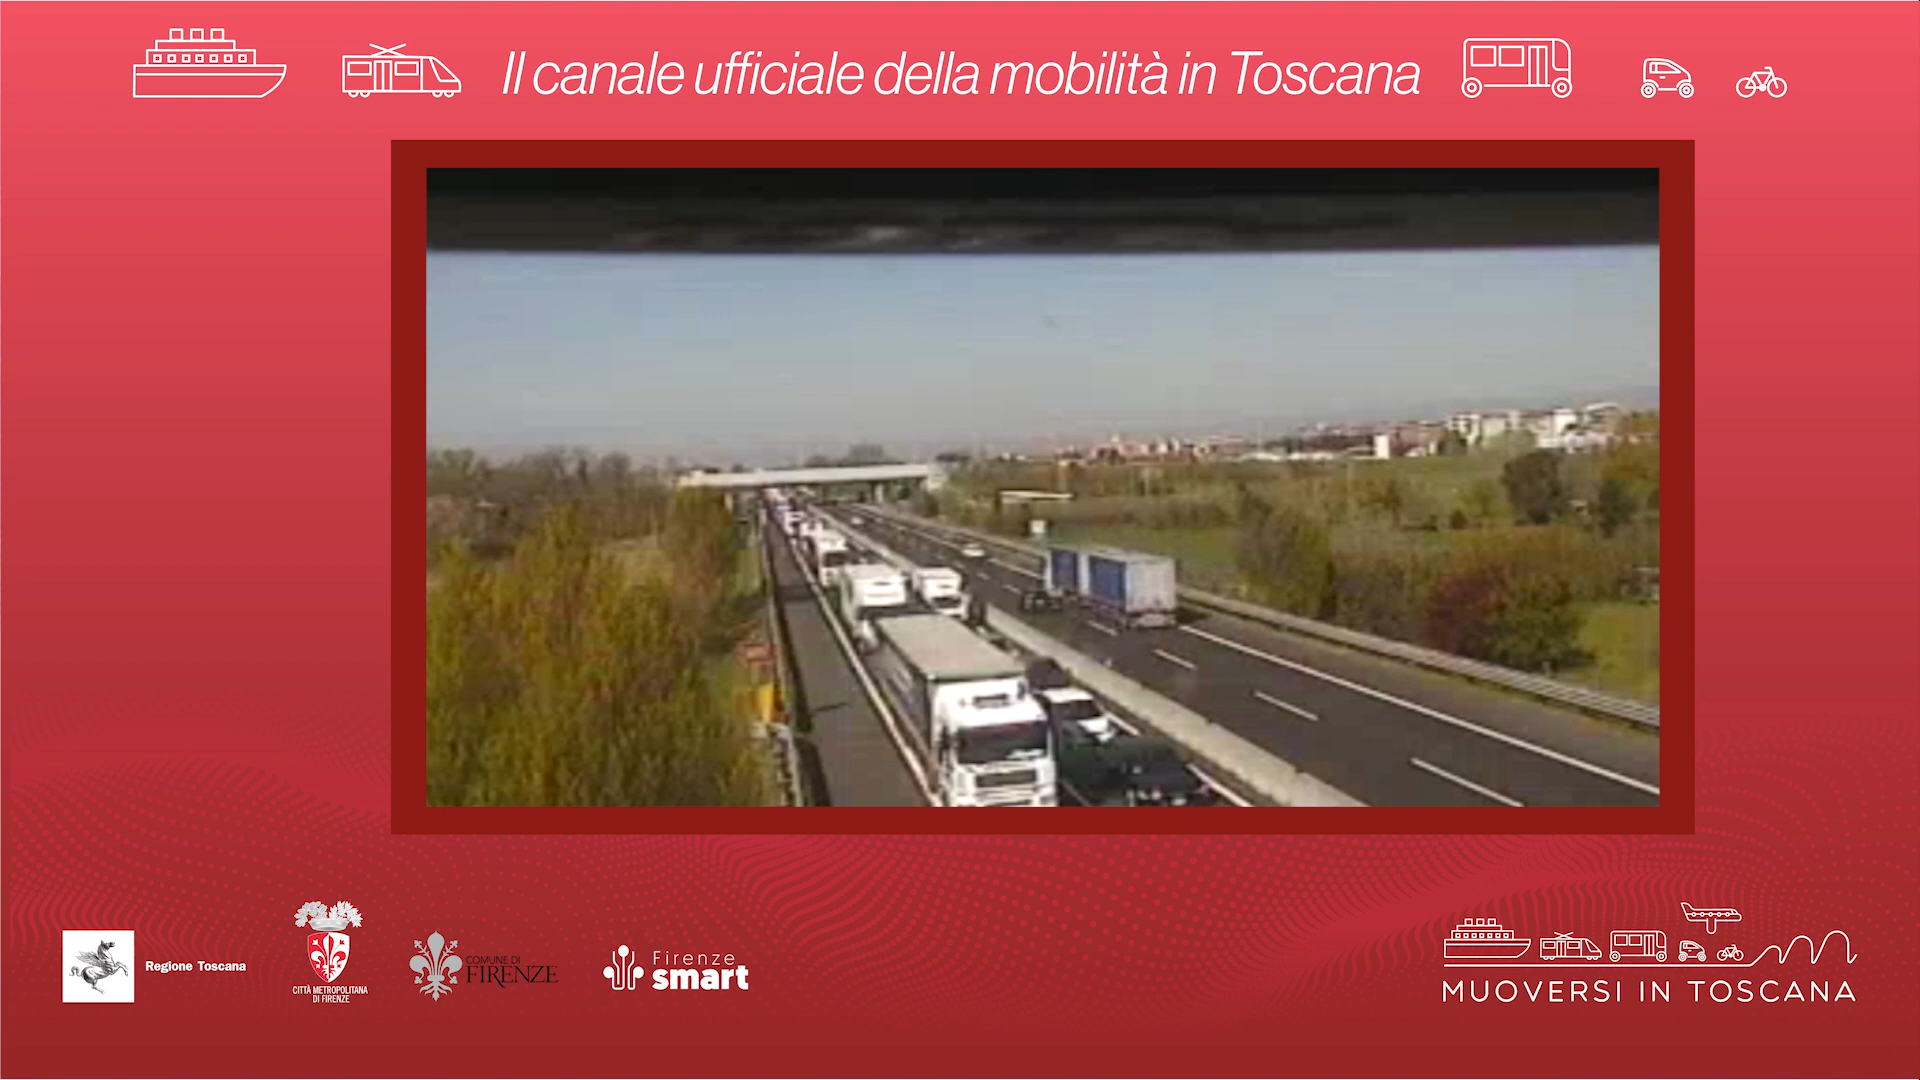 Il canale ufficiale della mobilità in Toscana
Regione Toscana
CITTÀ METROPOLITANA
DI FIRENZE
COMUNE DI
FIRENZE
Firenze
smart
MUOVERSI IN TOSCANA